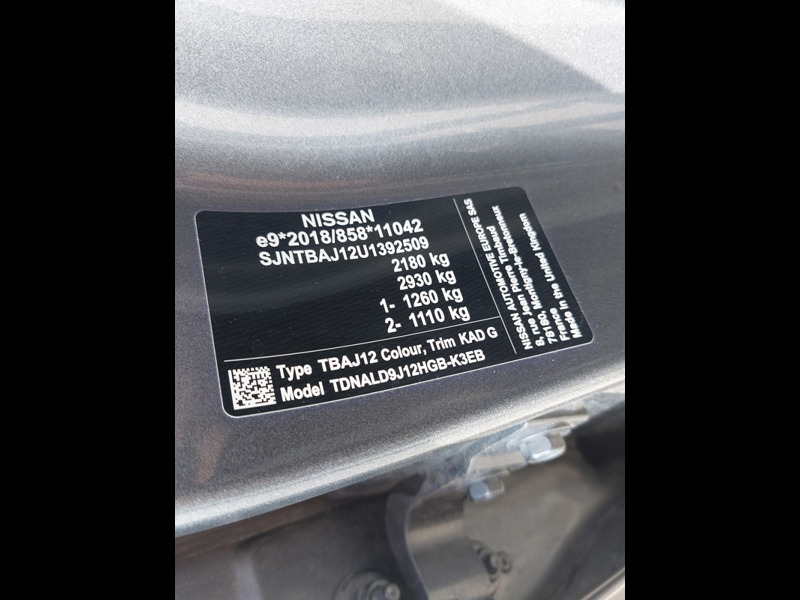 NISSAN
e9*2018/858*11042
SJNTBAJ12U1392509
2180 kg
2930 kg
1- 1260 kg
2- 1110 kg
Type TBAJ12 Colour, Trim KAD G
Model TDNALD9J12HGB-K3EB
NISSAN AUTOMOTIVE EUROPE SAS
8, rue Jean Pierre Timbaud
78180, Montigny-le-Bretonneux
France
Made in the United Kingdom